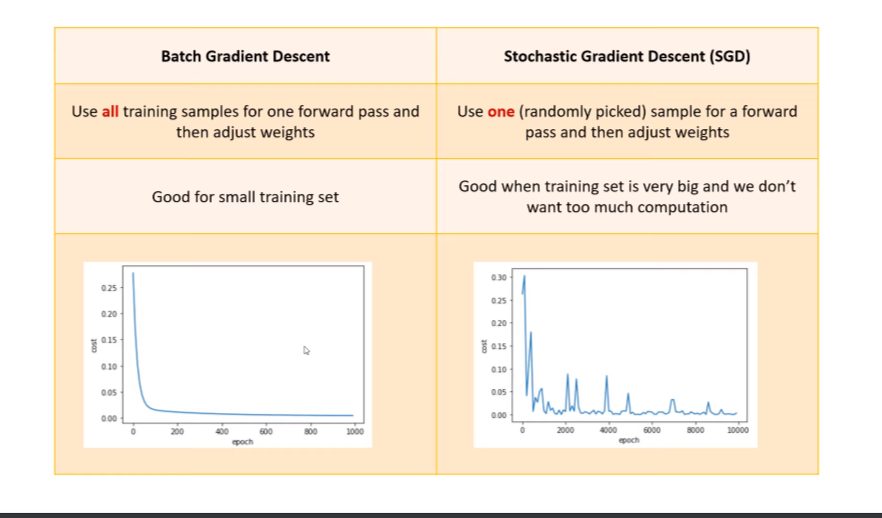 Batch Gradient Descent
Stochastic Gradient Descent (SGD)
Use all training samples for one forward pass and
then adjust weights
Use one (randomly picked) sample for a forward
pass and then adjust weights
Good for small training set
Good when training set is very big and we don't
want too much computation
0.25
0.20
0.15
0.10
0.05
0.00
cost
0 200 400 600 800 1000
epoch
0.30
0.25
0.20
0.15
0.10
0.05
0.00
cost
0 2000 4000 6000 8000 10000
epoch